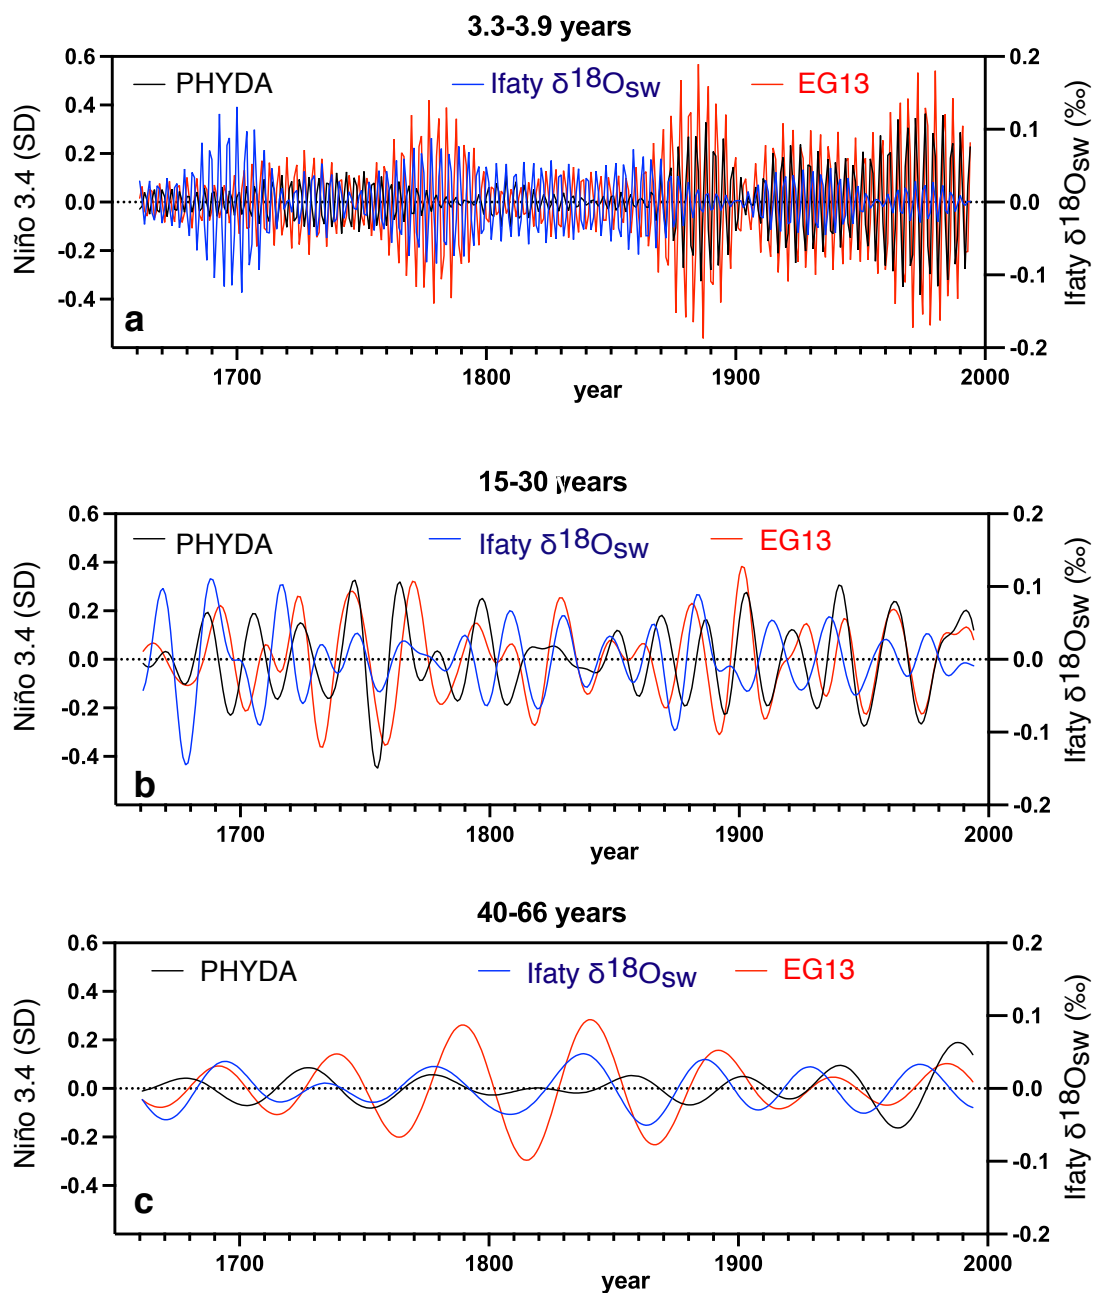 3.3-3.9 years
PHYDA
Ifaty δ18Osw
EG13
0.6
0.4
0.2
0.0
-0.2
-0.4
Niño 3.4 (SD)
0.2
0.1
0.0
-0.1
-0.2
Ifaty δ18Osw (‰)
a
1700
1800
1900
2000
year
15-30 years
PHYDA
Ifaty δ18Osw
EG13
0.6
0.4
0.2
0.0
-0.2
-0.4
Niño 3.4 (SD)
0.2
0.1
0.0
-0.1
-0.2
Ifaty δ18Osw (‰)
b
1700
1800
1900
2000
year
40-66 years
PHYDA
Ifaty δ18Osw
EG13
0.6
0.4
0.2
0.0
-0.2
-0.4
Niño 3.4 (SD)
0.2
0.1
0.0
-0.1
-0.2
Ifaty δ18Osw (‰)
c
1700
1800
1900
2000
year